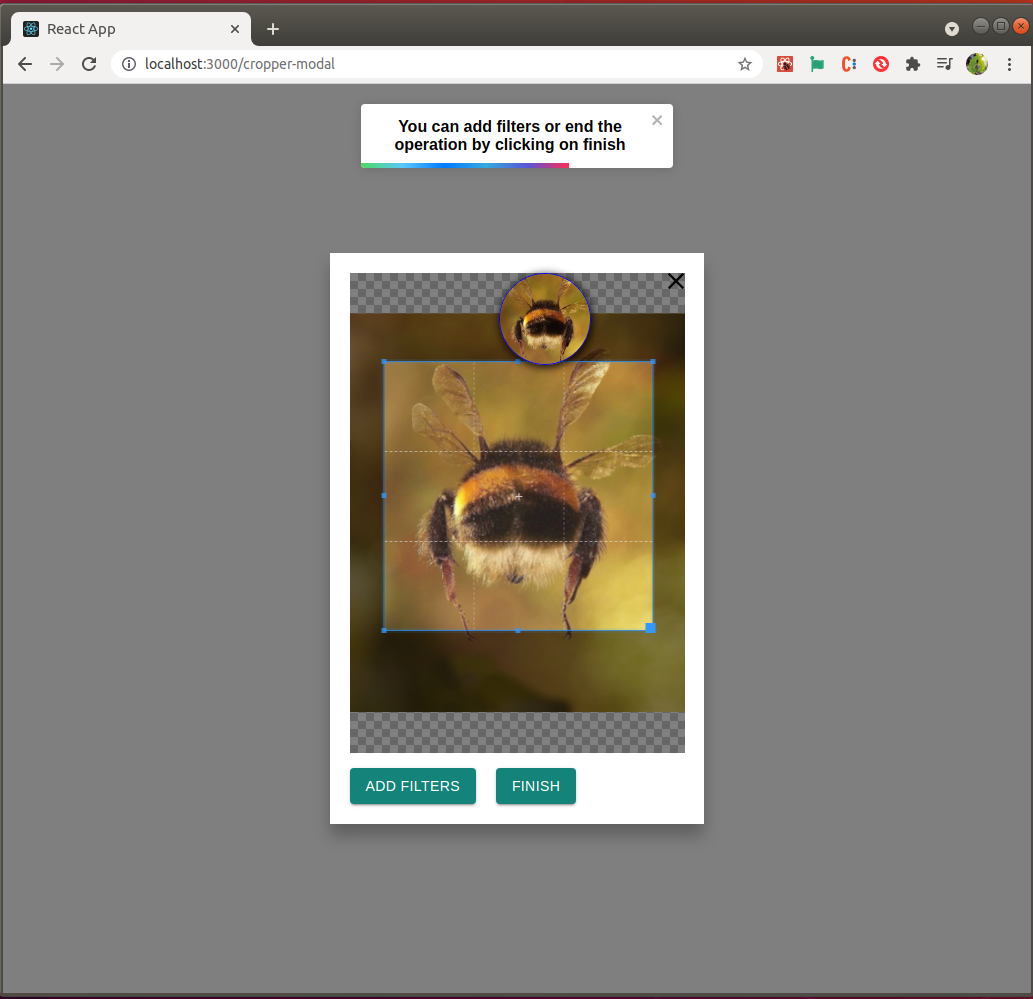 React App
localhost:3000/cropper-modal
You can add filters or end the
operation by clicking on finish
ADD FILTERS
FINISH